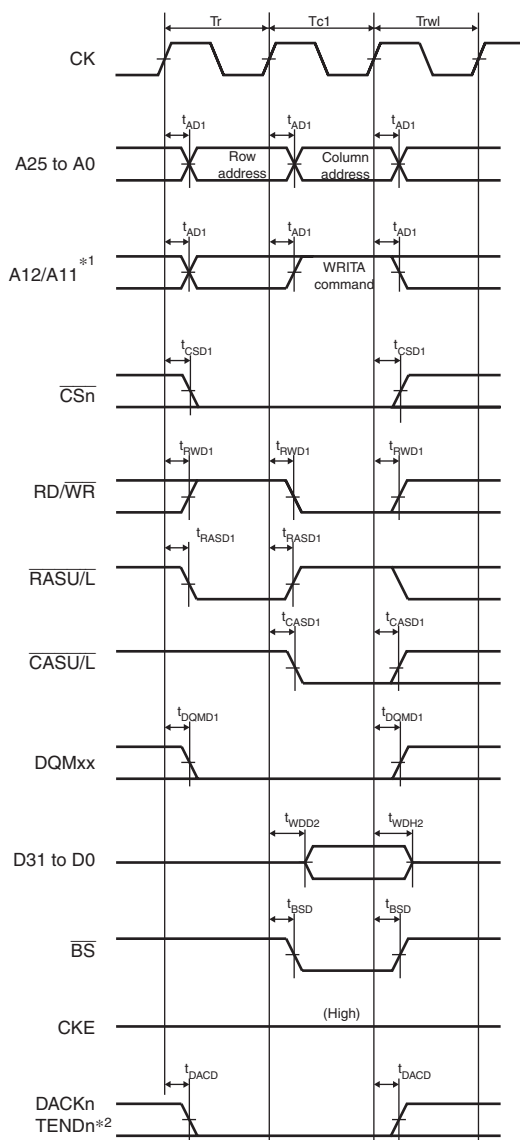 Tr Tc1 Trwl
CK
tAD1 tAD1 tAD1
A25 to A0
Row address
Column address
tAD1 tAD1 tAD1
A12/A11 *1
WRITA command
tCSD1 tCSD1
CSn
tRWD1 tRWD1 tRWD1
RD/WR
tRASD1 tRASD1
RASU/L
tCASD1 tCASD1
CASU/L
tDQMD1 tDQMD1
DQMxx
tWDD2 tWDH2
D31 to D0
tBSD tBSD
BS
(High)
CKE
tDACD tDACD
DACKn
TENDn*2